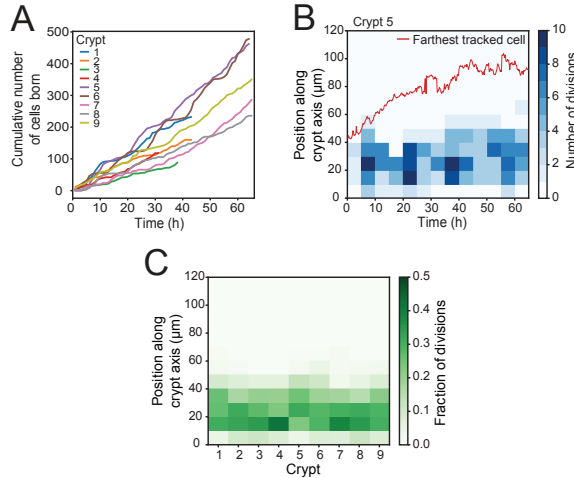 A
Cumulative number
of cells born
500
400
300
200
100
0
Crypt
1
2
3
4
5
6
7
8
9
0 20 40 60
Time (h)
B
Crypt 5
Farthest tracked cell
Position along
crypt axis (µm)
120
100
80
60
40
20
0
0 10 20 30 40 50 60
Time (h)
10
8
6
4
2
0
Number of divisions
C
Position along
crypt axis (µm)
120
100
80
60
40
20
0
1 2 3 4 5 6 7 8 9
Crypt
0.5
0.4
0.3
0.2
0.1
0.0
Fraction of divisions